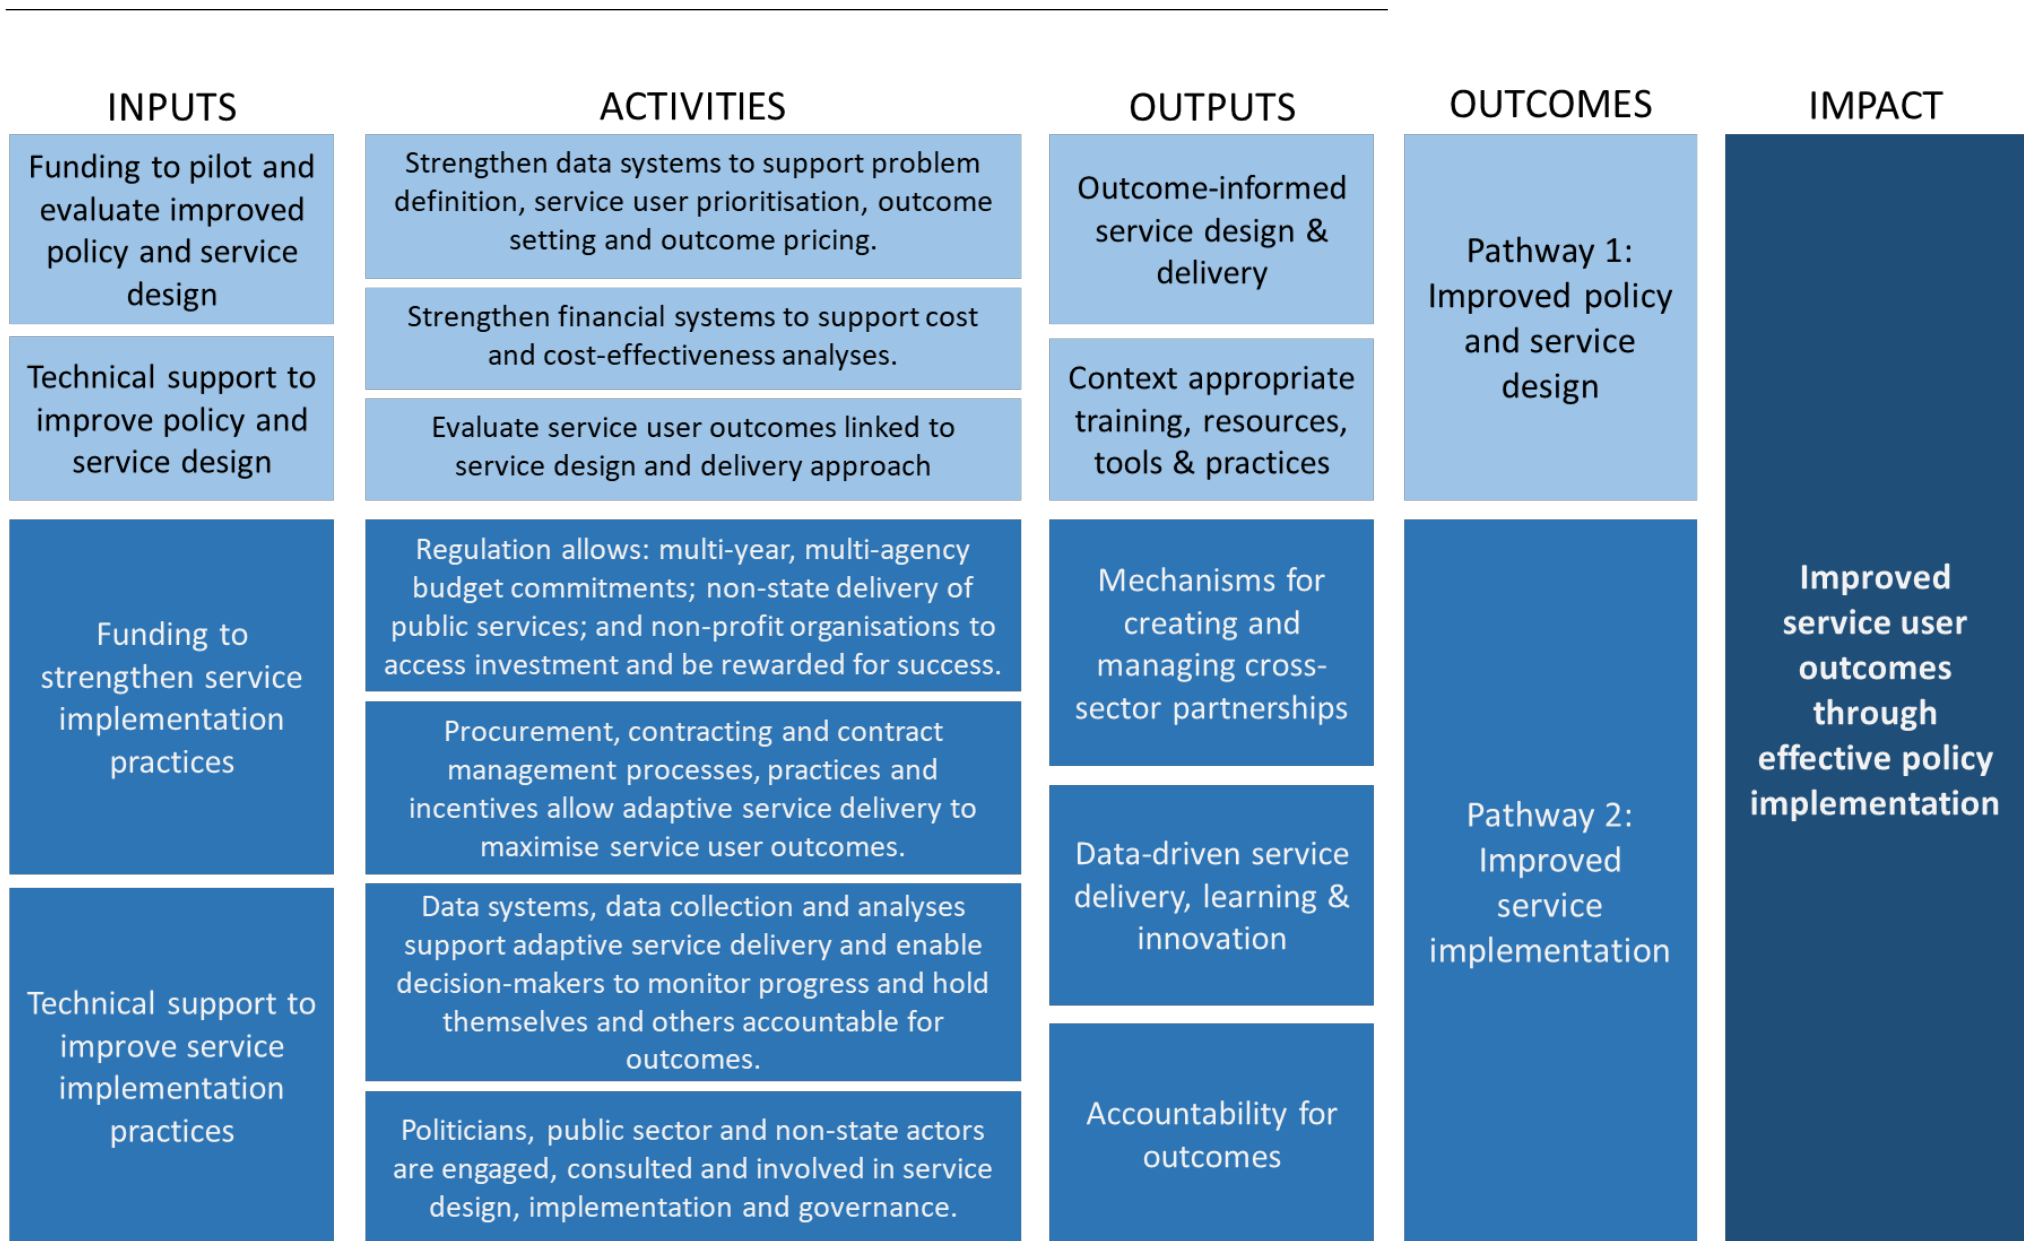 INPUTS
ACTIVITIES
OUTPUTS
OUTCOMES
IMPACT
Funding to pilot and
evaluate improved
policy and service
design
Technical support to
improve policy and
service design
Funding to
strengthen service
implementation
practices
Technical support to
improve service
implementation
practices
Strengthen data systems to support problem
definition, service user prioritisation, outcome
setting and outcome pricing.
Strengthen financial systems to support cost
and cost-effectiveness analyses.
Evaluate service user outcomes linked to
service design and delivery approach
Regulation allows: multi-year, multi-agency
budget commitments; non-state delivery of
public services; and non-profit organisations to
access investment and be rewarded for success.
Procurement, contracting and contract
management processes, practices and
incentives allow adaptive service delivery to
maximise service user outcomes.
Data systems, data collection and analyses
support adaptive service delivery and enable
decision-makers to monitor progress and hold
themselves and others accountable for
outcomes.
Politicians, public sector and non-state actors
are engaged, consulted and involved in service
design, implementation and governance.
Outcome-informed
service design &
delivery
Context appropriate
training, resources,
tools & practices
Mechanisms for
creating and
managing cross-
sector partnerships
Data-driven service
delivery, learning &
innovation
Accountability for
outcomes
Pathway 1:
Improved policy
and service
design
Pathway 2:
Improved
service
implementation
Improved
service user
outcomes
through
effective policy
implementation